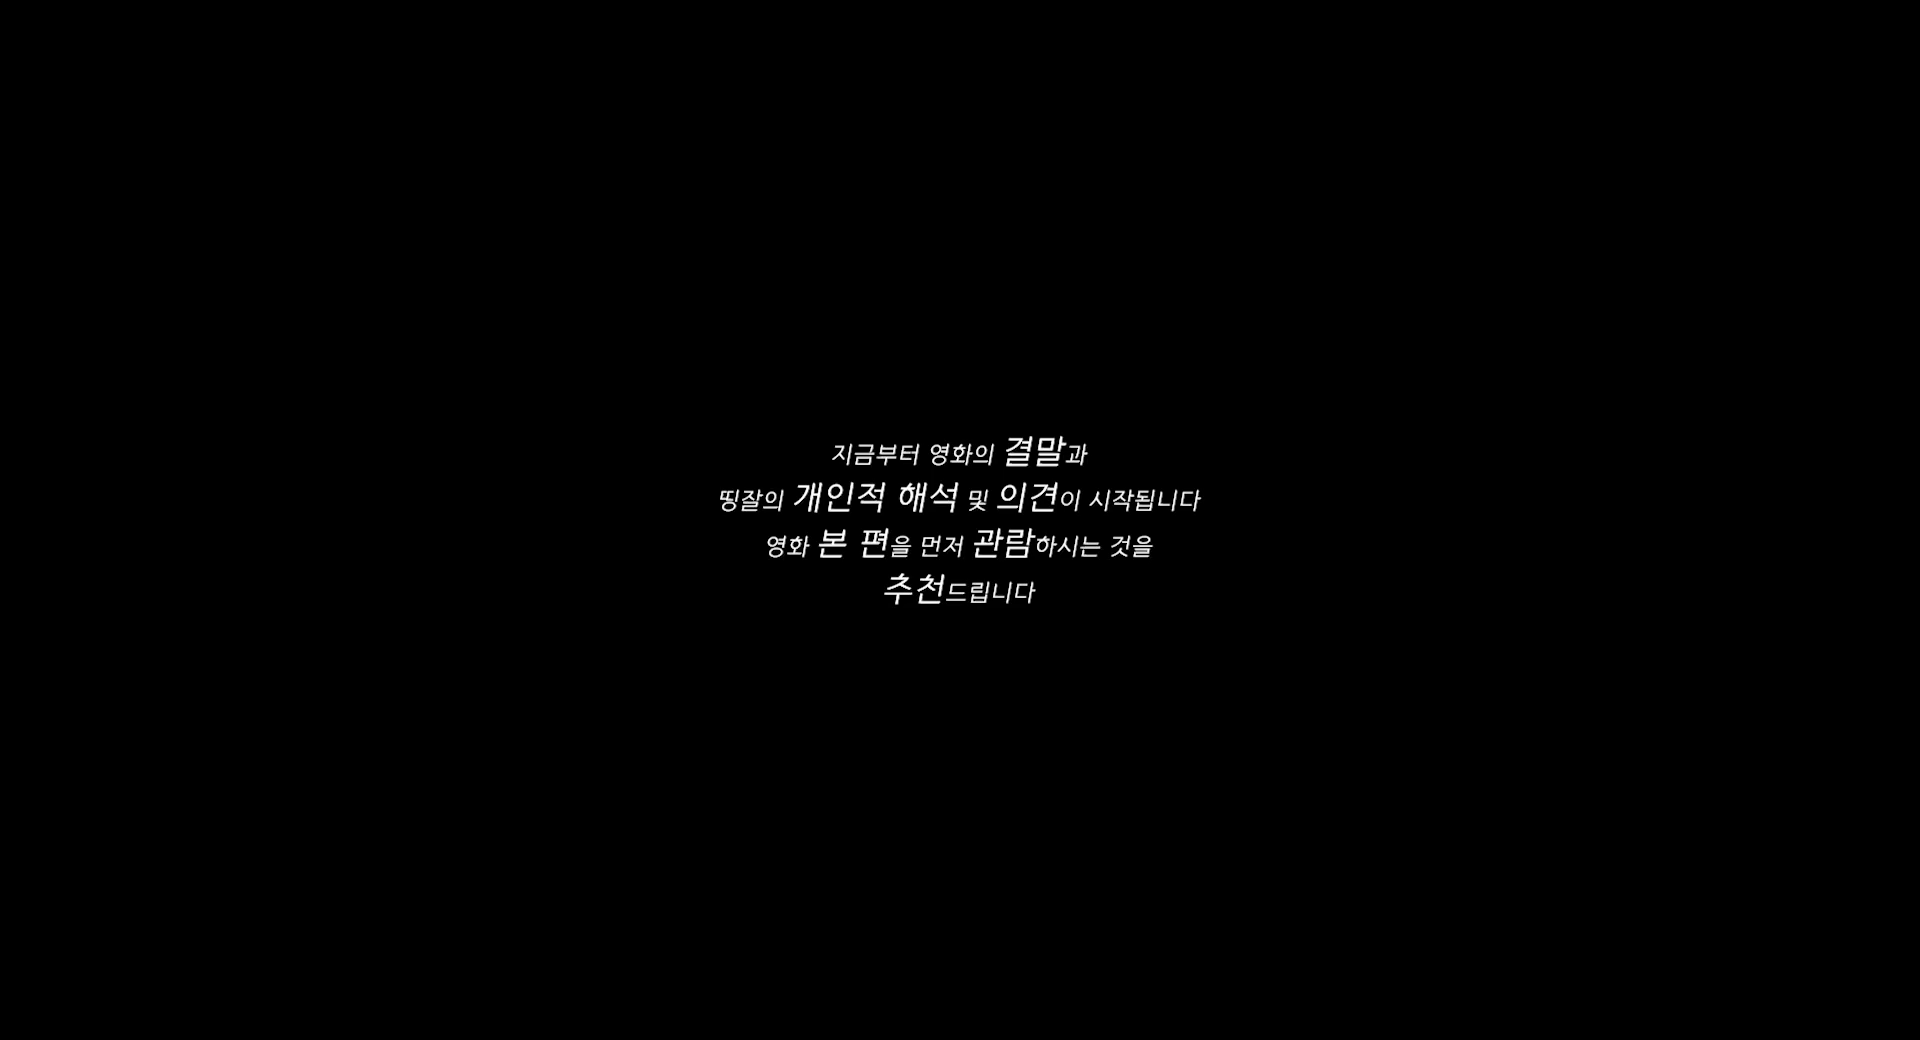 지금부터 영화의 결말과
띵잘의 개인적 해석 및 의견이 시작됩니다
영화 본 편을 먼저 관람하시는 것을
추천드립니다